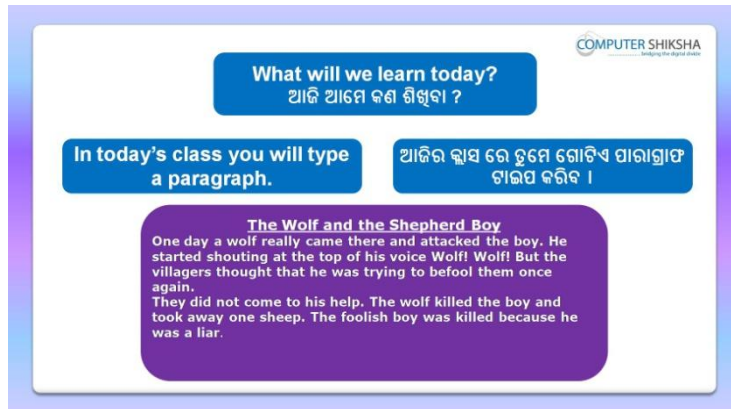 COMPUTER SHIKSHA
bridging the digital divide
What will we learn today?
ଆଜି ଆମେ କଣ ଶିଖିବା ?
In today's class you will type
a paragraph.
ଆଜିର କ୍ଲାସ ରେ ତୁମେ ଗୋଟିଏ ପାରାଗ୍ରାଫ
ଟାଇପ କରିବ ।
The Wolf and the Shepherd Boy
One day a wolf really came there and attacked the boy. He
started shouting at the top of his voice Wolf! Wolf! But the
villagers thought that he was trying to befool them once
again.
They did not come to his help. The wolf killed the boy and
took away one sheep. The foolish boy was killed because he
was a liar.